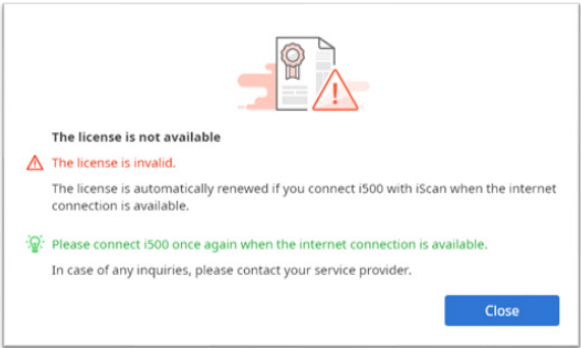 The license is not available
The license is invalid.
The license is automatically renewed if you connect i500 with iScan when the internet
connection is available.
Please connect i500 once again when the internet connection is available.
In case of any inquiries, please contact your service provider.
Close